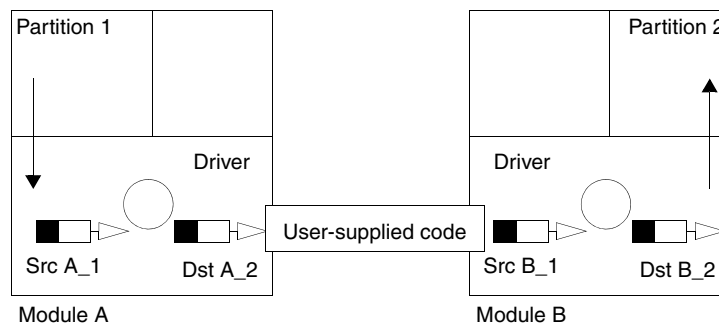 Partition 1
Partition 2
Driver
Driver
User-supplied code
Src A_1
Dst A_2
Src B_1
Dst B_2
Module A
Module B